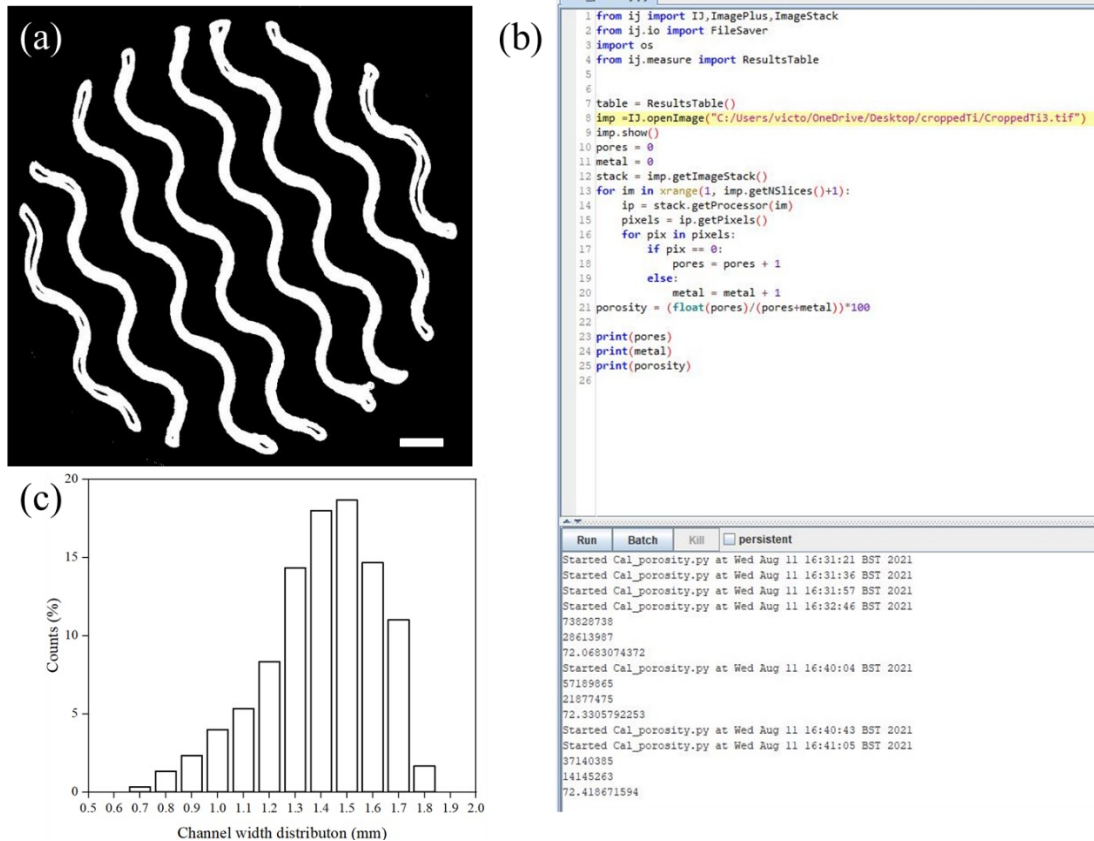 (a)
(b)
1 from ij import IJ,ImagePlus,ImageStack
2 from ij.io import FileSaver
3 import os
4 from ij.measure import ResultsTable
5
6
7 table = ResultsTable()
8 imp =IJ.openImage("C:/Users/victo/OneDrive/Desktop/croppedTi/CroppedTi3.tif")
9 imp.show()
10 pores = 0
11 metal = 0
12 stack = imp.getImageStack()
13 for im in xrange(1, imp.getNSlices()+1):
14 ip = stack.getProcessor(im)
15 pixels = ip.getPixels()
16 for pix in pixels:
17 if pix == 0:
18 pores = pores + 1
19 else:
20 metal = metal + 1
21 porosity = (float(pores)/(pores+metal))*100
22
23 print(pores)
24 print(metal)
25 print(porosity)
26
Run Batch Kill persistent
Started Cal_porosity.py at Wed Aug 11 16:31:21 BST 2021
Started Cal_porosity.py at Wed Aug 11 16:31:36 BST 2021
Started Cal_porosity.py at Wed Aug 11 16:31:57 BST 2021
Started Cal_porosity.py at Wed Aug 11 16:32:46 BST 2021
73828738
28613987
72.0683074372
Started Cal_porosity.py at Wed Aug 11 16:40:04 BST 2021
57189865
21877475
72.3305792253
Started Cal_porosity.py at Wed Aug 11 16:40:43 BST 2021
Started Cal_porosity.py at Wed Aug 11 16:41:05 BST 2021
37140385
14145263
72.418671594
(c)
20
15
10
5
0
Counts (%)
0.5 0.6 0.7 0.8 0.9 1.0 1.1 1.2 1.3 1.4 1.5 1.6 1.7 1.8 1.9 2.0
Channel width distributon (mm)